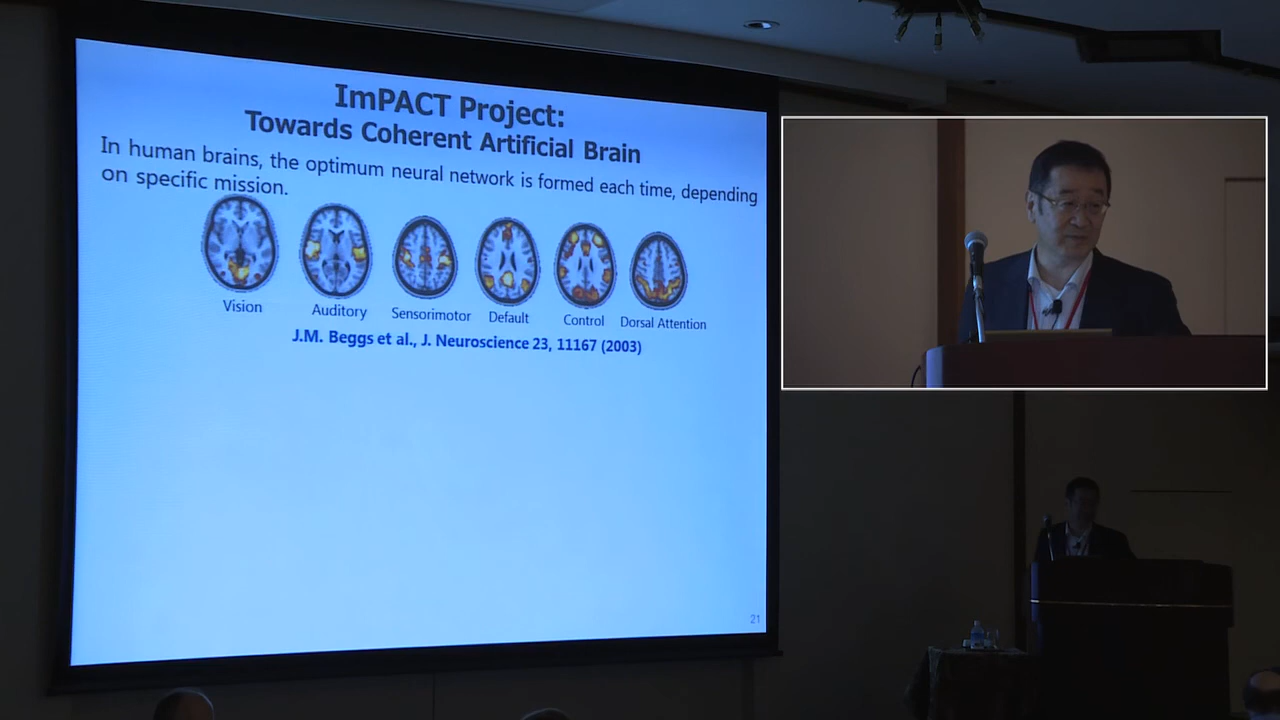 ImPACT Project:
Towards Coherent Artificial Brain
In human brains, the optimum neural network is formed each time, depending
on specific mission.
Vision
Auditory
Sensorimotor
Default
Control
Dorsal Attention
J.M. Beggs et al., J. Neuroscience 23, 11167 (2003)
21